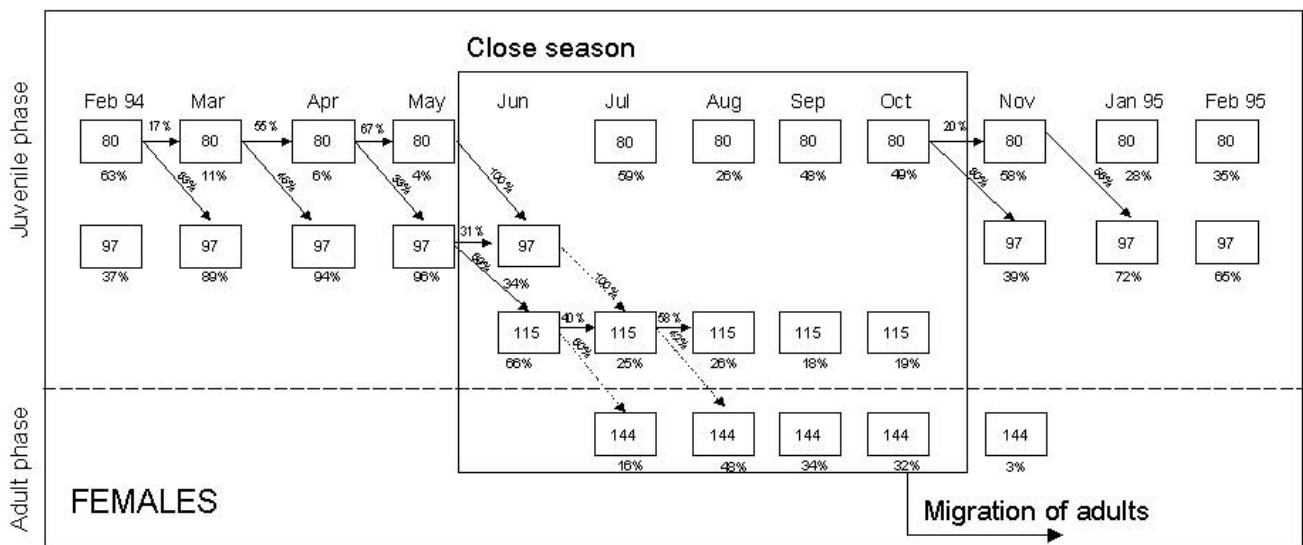 Close season
Feb 94 Mar Apr May Jun Jul Aug Sep Oct Nov Jan 95 Feb 95
Juvenile phase
80 17% 80 55% 80 67% 80 80 80 80 80 20% 80 80 80
63% 11% 6% 4% 59% 26% 48% 49% 58% 28% 35%
100%
97 97 97 97 31% 97 97 97 97
37% 89% 94% 96% 34% 39% 72% 65%
100%
115 40% 115 58% 115 115 115
66% 25% 26% 18% 19%
Adult phase
144 144 144 144 144
16% 48% 34% 32% 3%
FEMALES
Migration of adults